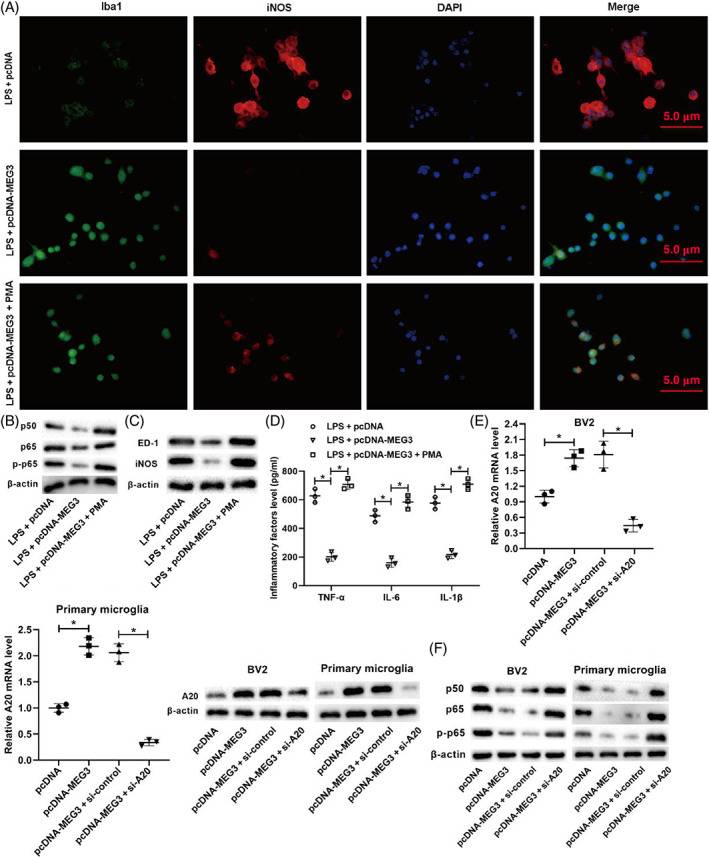 (A)
Iba1
iNOS
DAPI
Merge
LPS + pcDNA
5.0 μm
LPS + pcDNA-MEG3
5.0 μm
LPS + pcDNA-MEG3 + PMA
5.0 μm
(B)
p50
p65
p-p65
β-actin
LPS + pcDNA
LPS + pcDNA-MEG3
LPS + pcDNA-MEG3 + PMA
(C)
ED-1
iNOS
β-actin
LPS + pcDNA
LPS + pcDNA-MEG3
LPS + pcDNA-MEG3 + PMA
(D)
LPS + pcDNA
LPS + pcDNA-MEG3
LPS + pcDNA-MEG3 + PMA
Inflammatory factors level (pg/ml)
800
600
400
200
0
* * * * * *
TNF-α
IL-6
IL-1β
(E)
BV2
Relative A20 mRNA level
2.4
2.1
1.8
1.5
1.2
0.9
0.6
0.3
0.0
* *
pcDNA
pcDNA-MEG3
pcDNA-MEG3 + si-control
pcDNA-MEG3 + si-A20
Primary microglia
Relative A20 mRNA level
2.5
2.0
1.5
1.0
0.5
0.0
* *
pcDNA
pcDNA-MEG3
pcDNA-MEG3 + si-control
pcDNA-MEG3 + si-A20
BV2
Primary microglia
A20
β-actin
pcDNA
pcDNA-MEG3
pcDNA-MEG3 + si-control
pcDNA-MEG3 + si-A20
pcDNA
pcDNA-MEG3
pcDNA-MEG3 + si-control
pcDNA-MEG3 + si-A20
(F)
BV2
Primary microglia
p50
p65
p-p65
β-actin
pcDNA
pcDNA-MEG3
pcDNA-MEG3 + si-control
pcDNA-MEG3 + si-A20
pcDNA
pcDNA-MEG3
pcDNA-MEG3 + si-control
pcDNA-MEG3 + si-A20